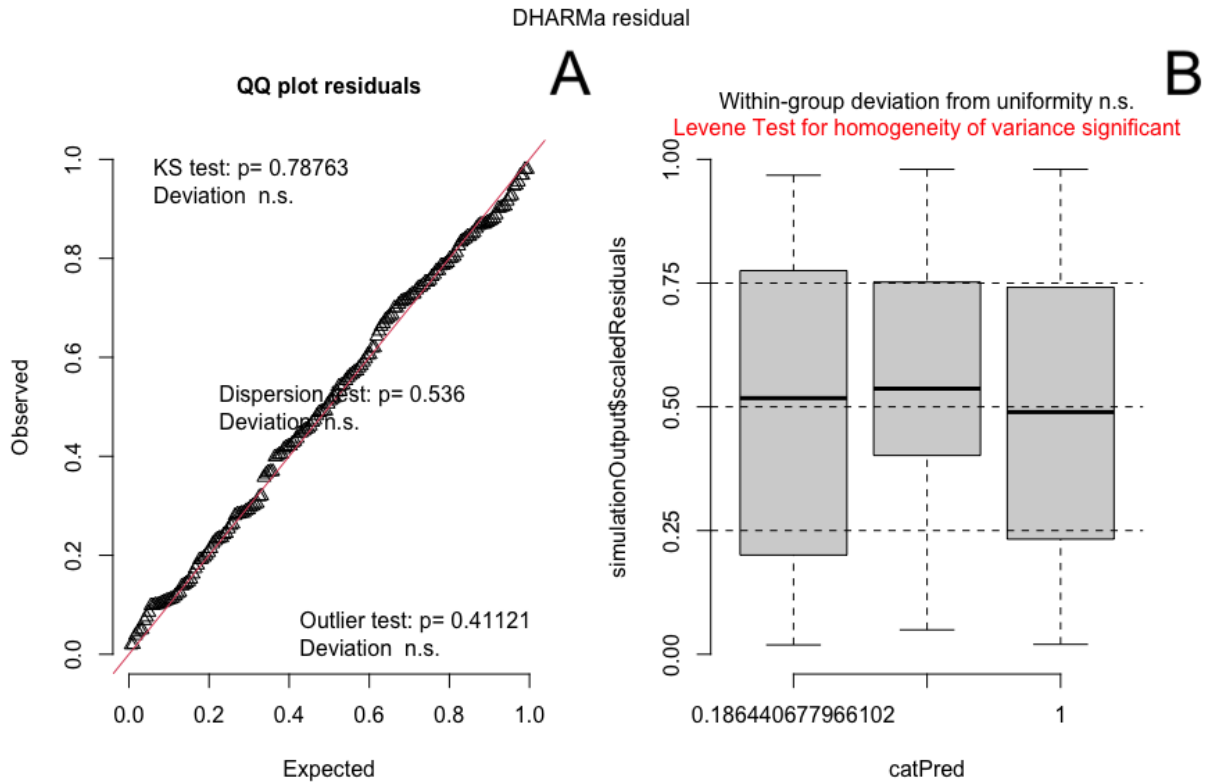 DHARMa residual
A
QQ plot residuals
KS test: p= 0.78763
Deviation n.s.
Dispersion test: p= 0.536
Deviation n.s.
Outlier test: p= 0.41121
Deviation n.s.
Observed
0.0
0.2
0.4
0.6
0.8
1.0
0.0 0.2 0.4 0.6 0.8 1.0
Expected
B
Within-group deviation from uniformity n.s.
Levene Test for homogeneity of variance significant
simulationOutput$scaledResiduals
0.00
0.25
0.50
0.75
1.00
0.186440677966102 1
catPred